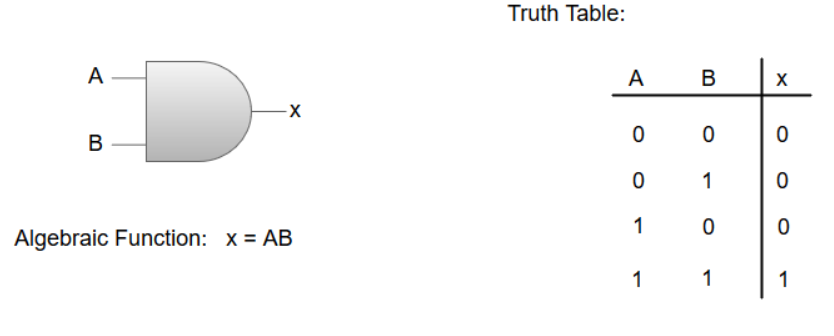 Truth Table:
A
x
B
Algebraic Function: x = AB
A B x
0 0 0
0 1 0
1 0 0
1 1 1